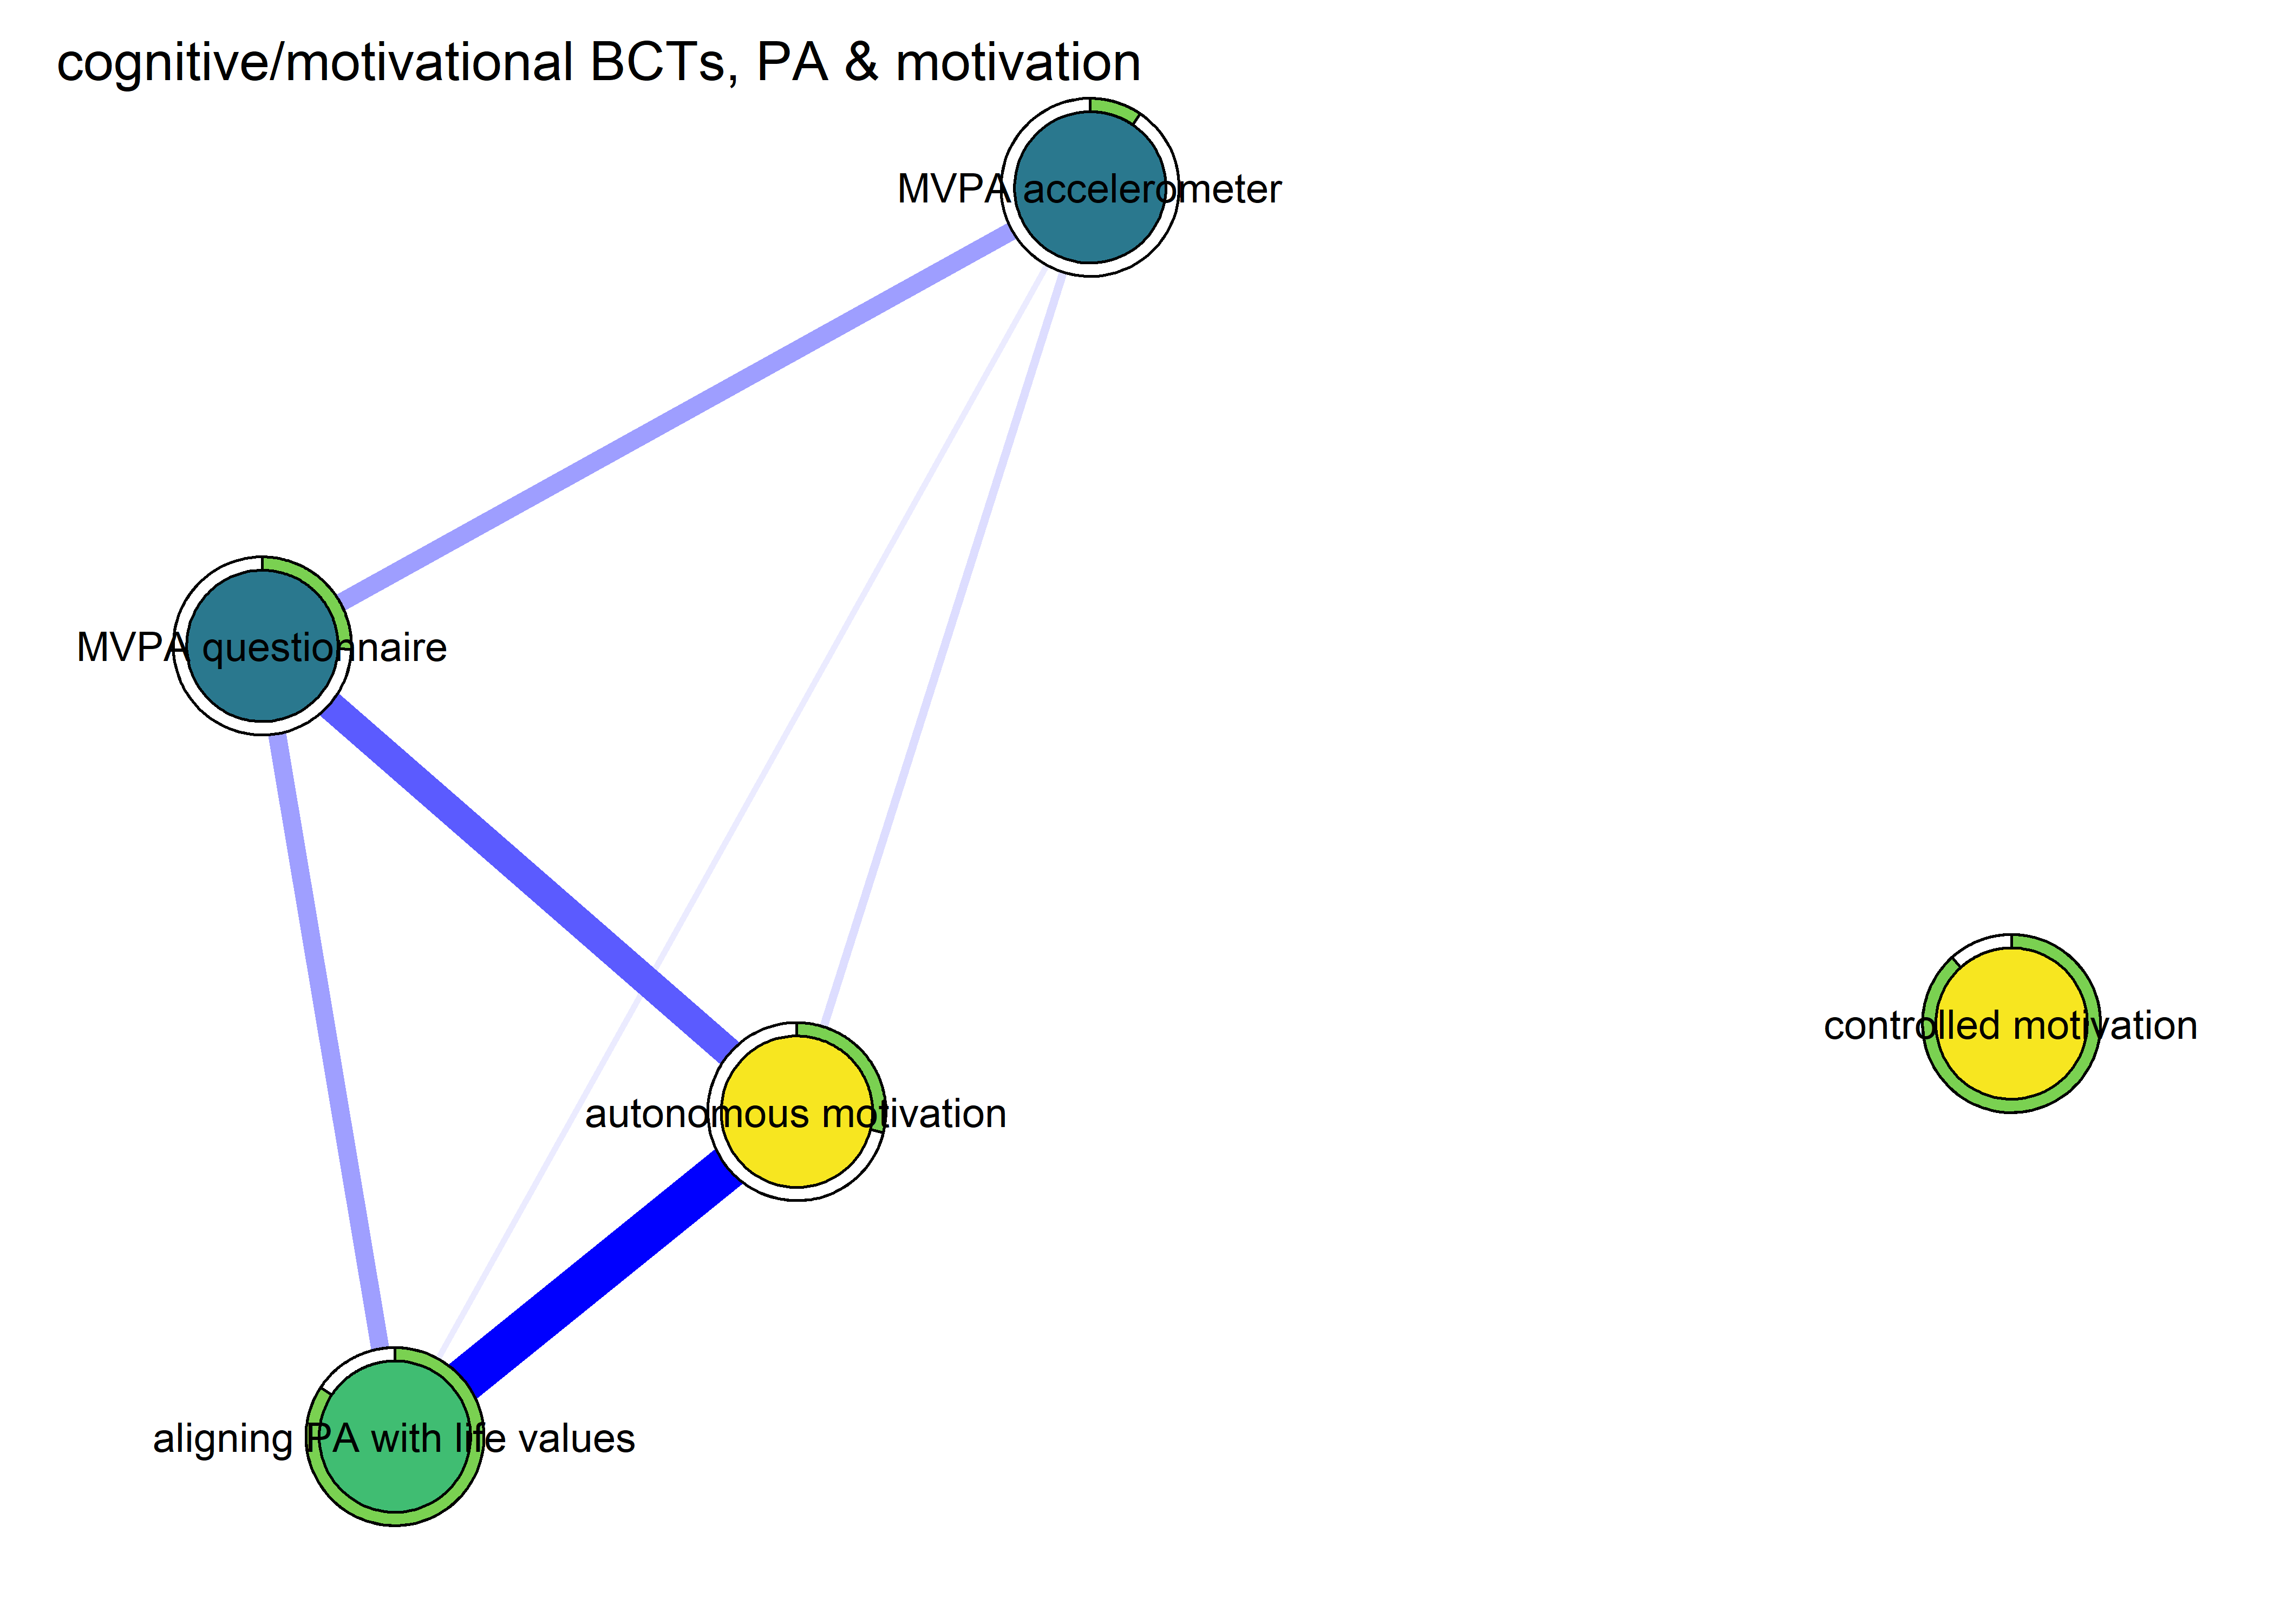 cognitive/motivational BCTs, PA & motivation
MVPA accelerometer
MVPA questionnaire
controlled motivation
autonomous motivation
aligning PA with life values